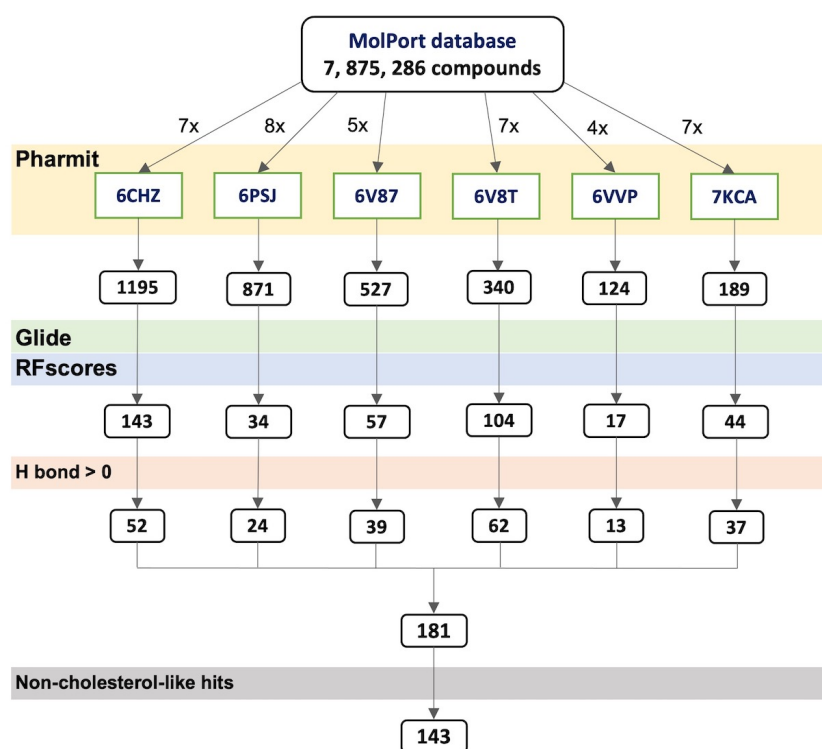 MolPort database
7, 875, 286 compounds
7x 8x 5x 7x 4x 7x
Pharmit
6CHZ 6PSJ 6V87 6V8T 6VVP 7KCA
1195 871 527 340 124 189
Glide
RFscores
143 34 57 104 17 44
H bond > 0
52 24 39 62 13 37
181
Non-cholesterol-like hits
143